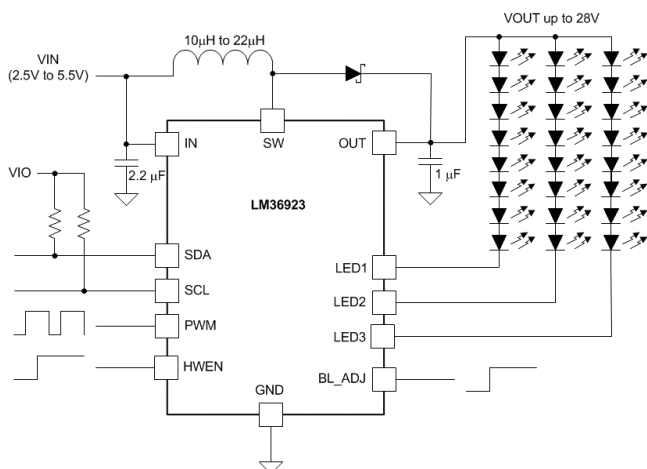 VOUT up to 28V
10µH to 22µH
VIN
(2.5V to 5.5V)
IN
SW
OUT
2.2 µF
1 µF
VIO
LM36923
SDA
LED1
SCL
LED2
PWM
LED3
HWEN
BL_ADJ
GND